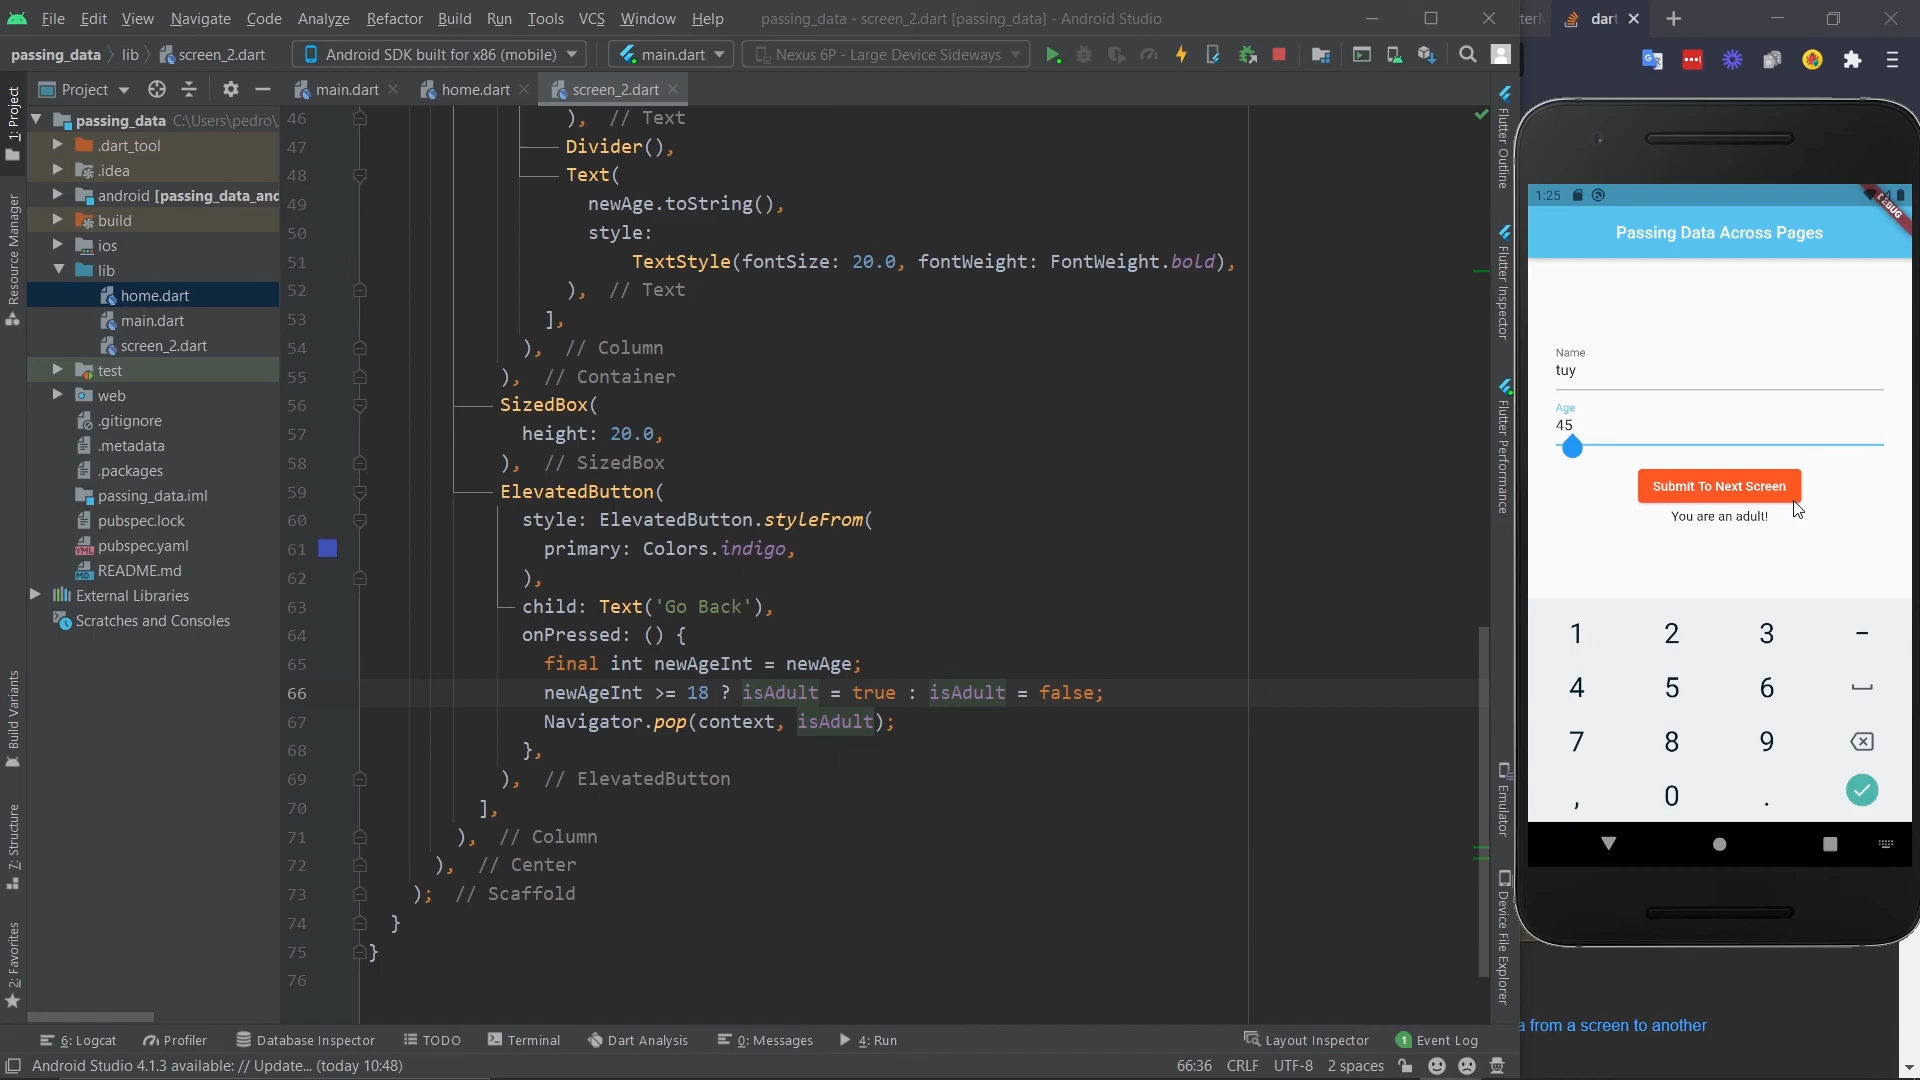 File Edit View Navigate Code Analyze Refactor Build Run Tools VCS Window Help passing_data - screen_2.dart [passing_data] - Android Studio
dart
passing_data lib screen_2.dart Android SDK built for x86 (mobile) main.dart Nexus 6P - Large Device Sideways
Project main.dart home.dart screen_2.dart
1: Project
Resource Manager
Build Variants
7: Structure
2: Favorites
passing_data C:\Users\pedro\
.dart_tool
.idea
android [passing_data_and
build
ios
lib
home.dart
main.dart
screen_2.dart
test
web
.gitignore
.metadata
.packages
passing_data.iml
pubspec.lock
pubspec.yaml
README.md
External Libraries
Scratches and Consoles
46 ), // Text
47 Divider(),
48 Text(
49 newAge.toString(),
50 style:
51 TextStyle(fontSize: 20.0, fontWeight: FontWeight.bold),
52 ), // Text
53 ],
54 ), // Column
55 ), // Container
56 SizedBox(
57 height: 20.0,
58 ), // SizedBox
59 ElevatedButton(
60 style: ElevatedButton.styleFrom(
61 primary: Colors.indigo,
62 ),
63 child: Text('Go Back'),
64 onPressed: () {
65 final int newAgeInt = newAge;
66 newAgeInt >= 18 ? isAdult = true : isAdult = false;
67 Navigator.pop(context, isAdult);
68 },
69 ), // ElevatedButton
70 ],
71 ), // Column
72 ), // Center
73 ); // Scaffold
74 }
75 }
76
Flutter Outline
Flutter Inspector
Flutter Performance
Emulator
Device File Explorer
1:25
DEBUG
Passing Data Across Pages
Name
tuy
Age
45
Submit To Next Screen
You are an adult!
1 2 3 −
4 5 6
7 8 9
, 0 .
a from a screen to another
6: Logcat Profiler Database Inspector TODO Terminal Dart Analysis 0: Messages 4: Run Layout Inspector 1 Event Log
Android Studio 4.1.3 available: // Update... (today 10:48) 66:36 CRLF UTF-8 2 spaces